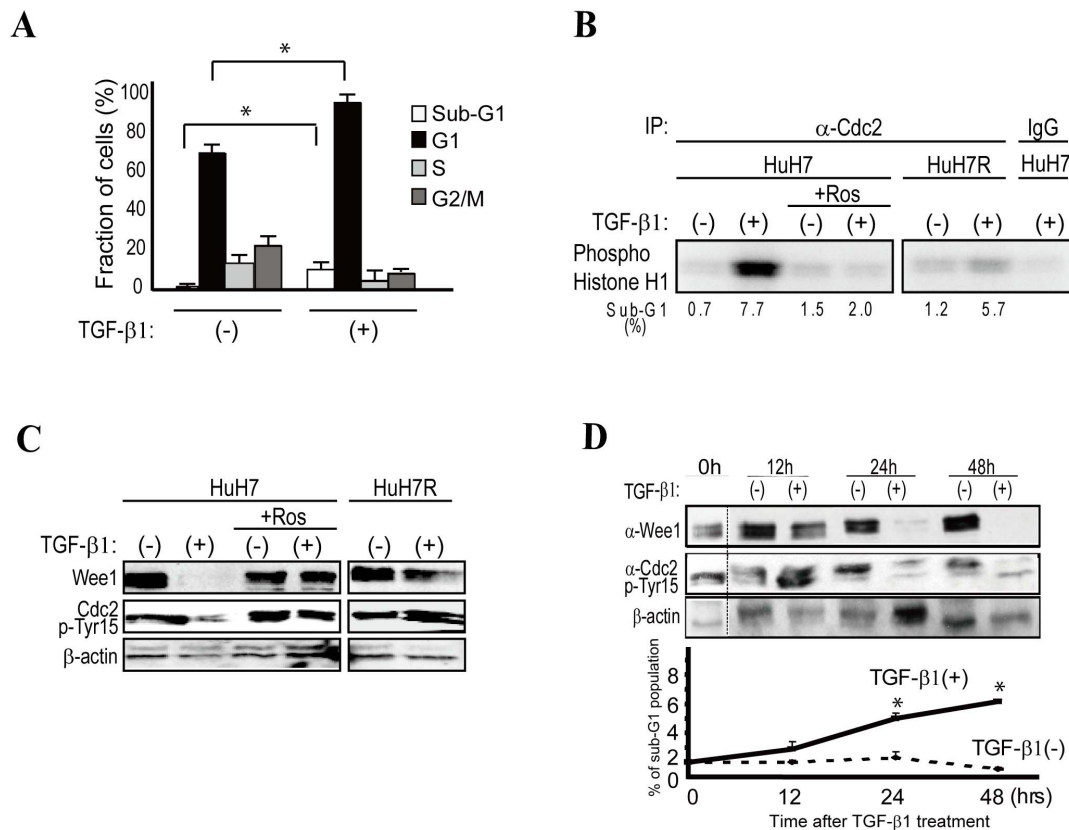 A
Fraction of cells (%)
100
80
60
40
20
0
*
*
Sub-G1
G1
S
G2/M
TGF-β1: (-) (+)
B
IP: α-Cdc2 IgG
HuH7 HuH7R HuH7
+Ros
TGF-β1: (-) (+) (-) (+) (-) (+) (+)
Phospho
Histone H1
Sub-G1 0.7 7.7 1.5 2.0 1.2 5.7
(%)
C
HuH7 HuH7R
+Ros
TGF-β1: (-) (+) (-) (+) (-) (+)
Wee1
Cdc2
p-Tyr15
β-actin
D
0h 12h 24h 48h
TGF-β1: (-) (+) (-) (+) (-) (+)
α-Wee1
α-Cdc2
p-Tyr15
β-actin
% of sub-G1 population
8
6
4
2
0
TGF-β1(+)
*
*
TGF-β1(-)
0 12 24 48 (hrs)
Time after TGF-β1 treatment